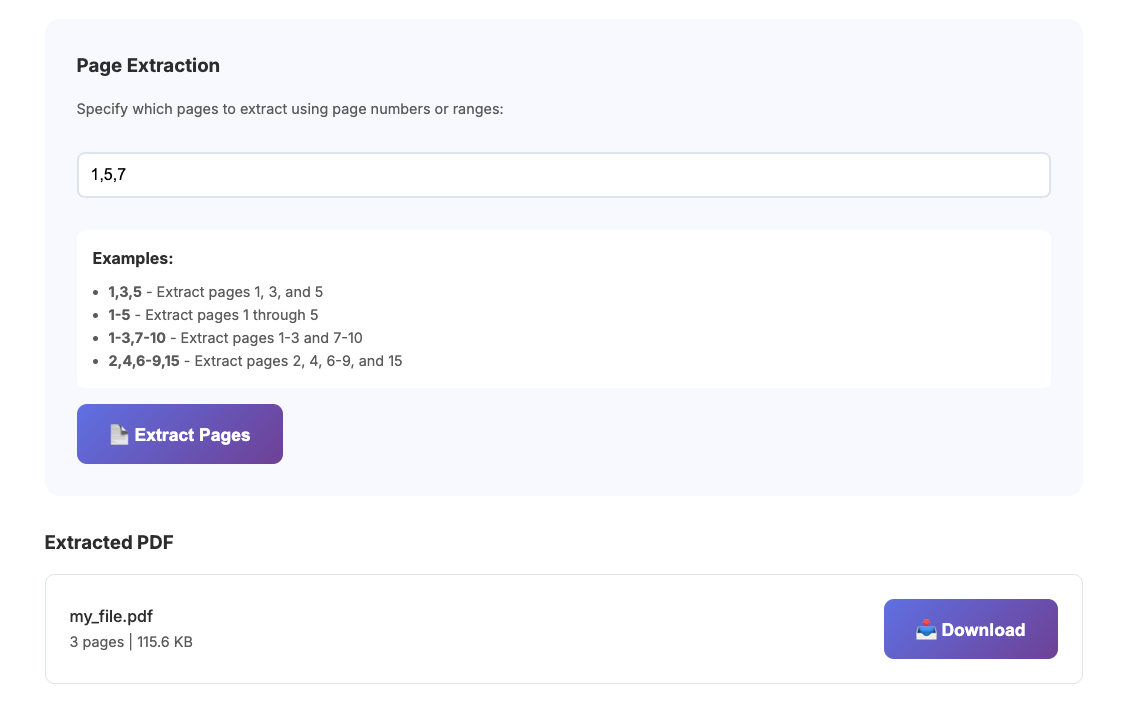 Page Extraction
Specify which pages to extract using page numbers or ranges:
1,5,7
Examples:
• 1,3,5 - Extract pages 1, 3, and 5
• 1-5 - Extract pages 1 through 5
• 1-3,7-10 - Extract pages 1-3 and 7-10
• 2,4,6-9,15 - Extract pages 2, 4, 6-9, and 15
Extract Pages
Extracted PDF
my_file.pdf
3 pages | 115.6 KB
Download